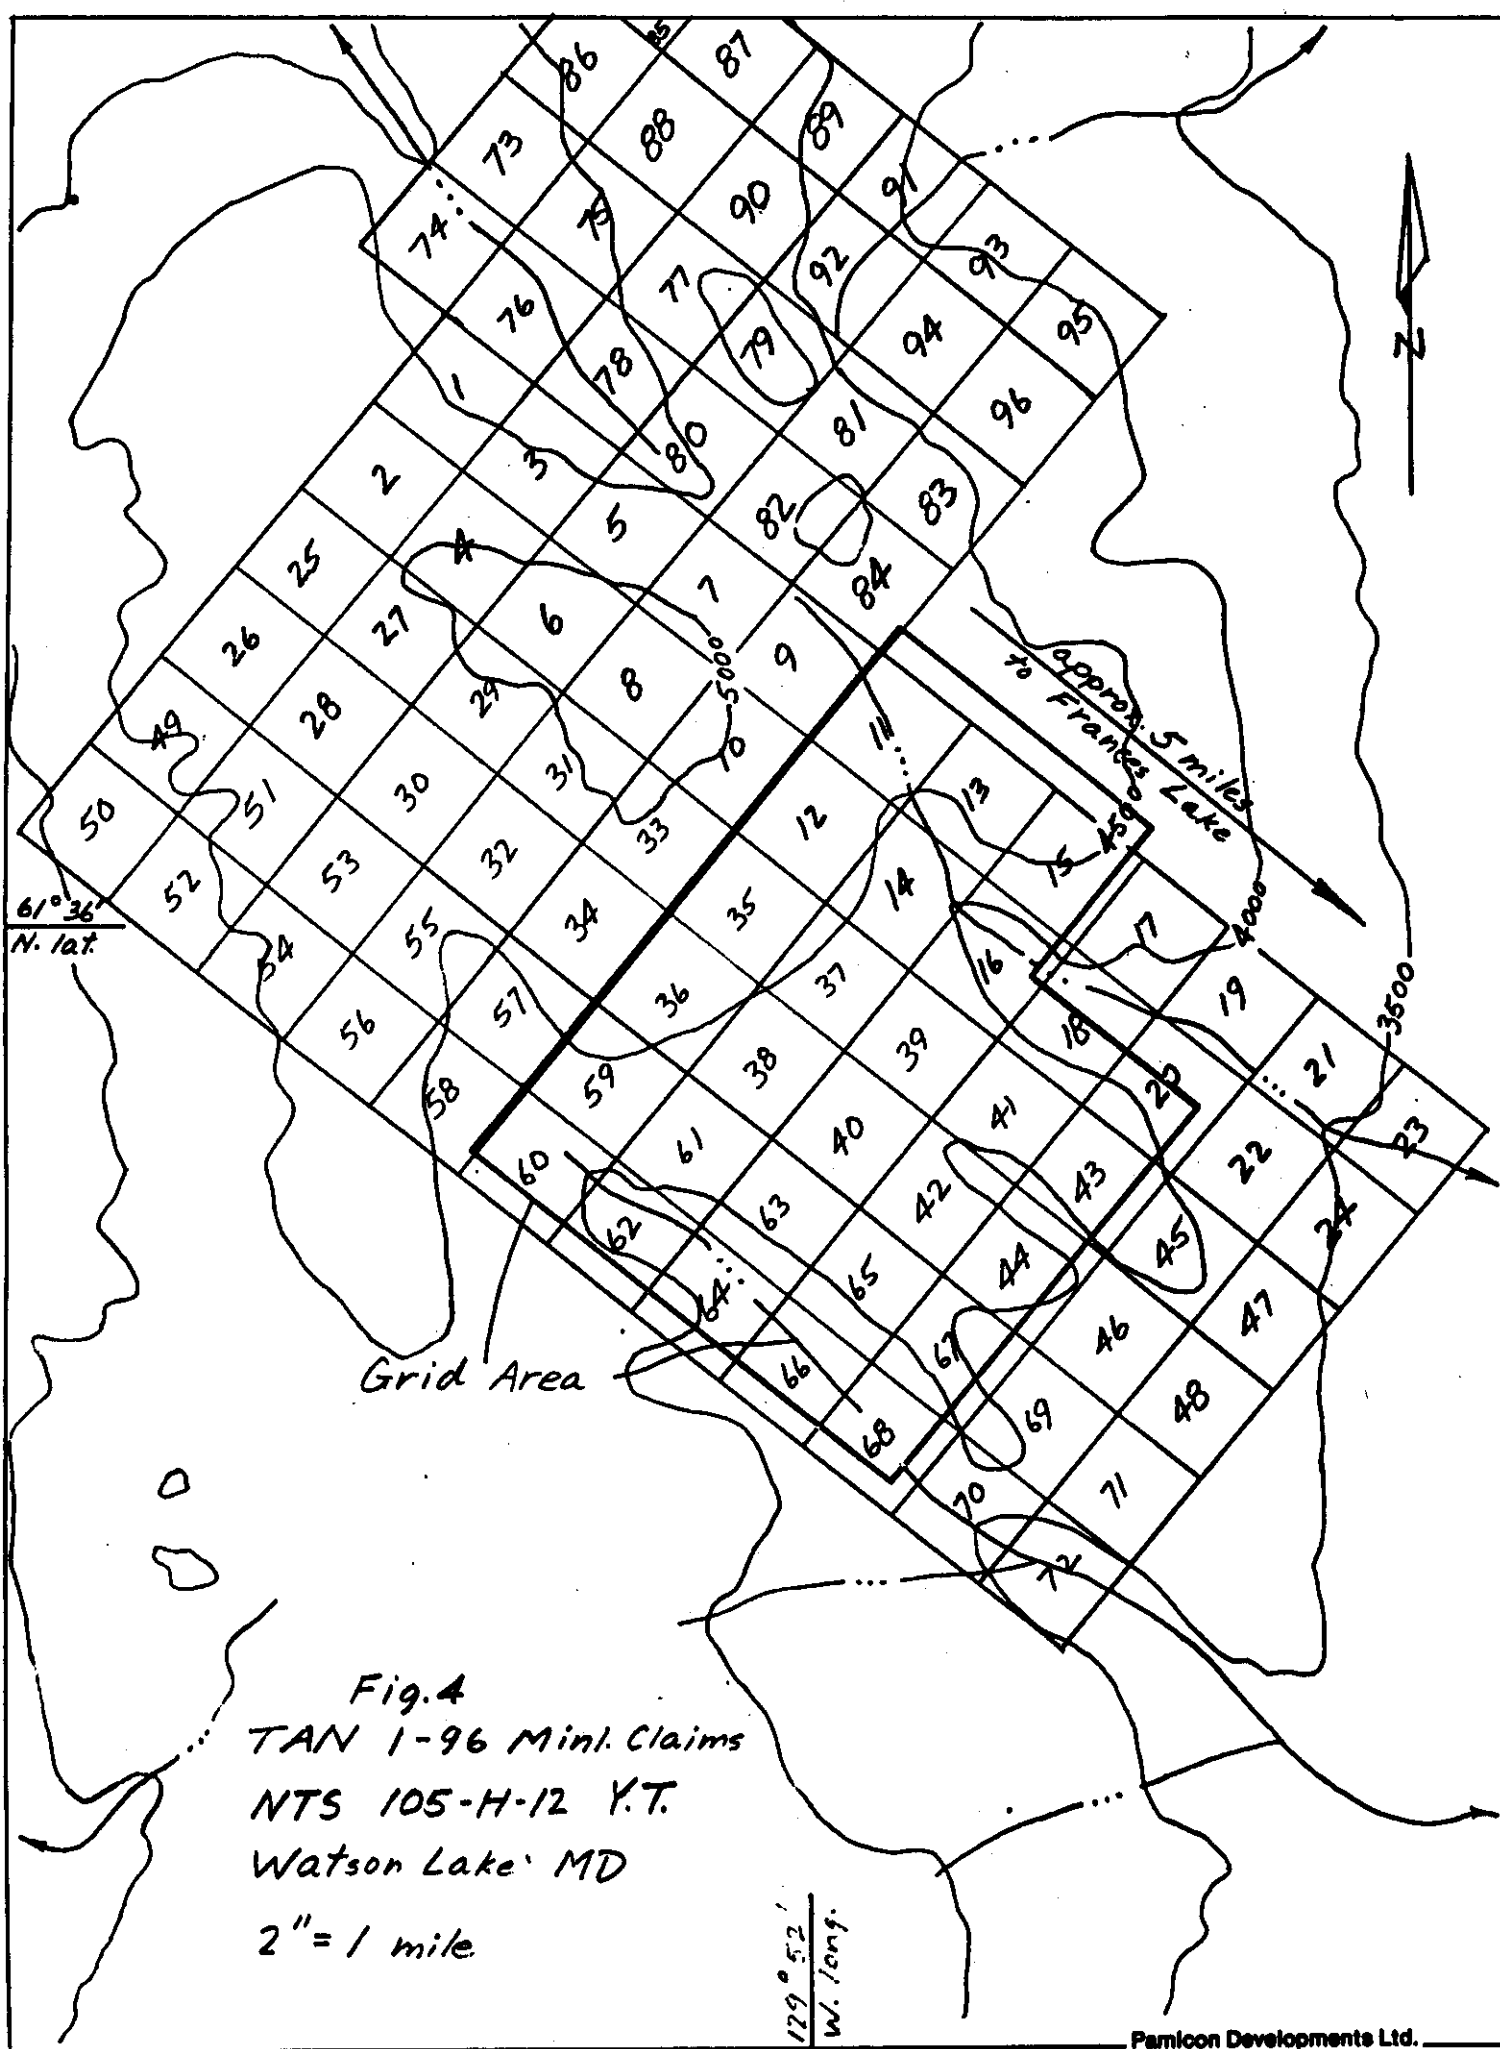 86 85 87
73 88 89
74 75 90 91
76 77 92 93
1 78 79 94 95
2 3 80 81 96
25 4 5 82 83
26 27 6 7 84
49 28 29 8 9
50 51 30 31 10 11
52 53 32 33 12 13
54 55 34 35 14 15
56 57 36 37 16 17
58 59 38 39 18 19
60 61 40 41 20 21
62 63 42 43 22 23
64 65 44 45 24
66 67 46 47
68 69 48
70 71
72
5000
4500
4000
3500
approx. 5 miles
to Frances Lake
N
61° 36'
N. lat.
Grid Area
Fig. 4
TAN 1-96 Minl. Claims
NTS 105-H-12 Y.T.
Watson Lake MD
2" = 1 mile
129° 52'
W. long.
Pamicon Developments Ltd.